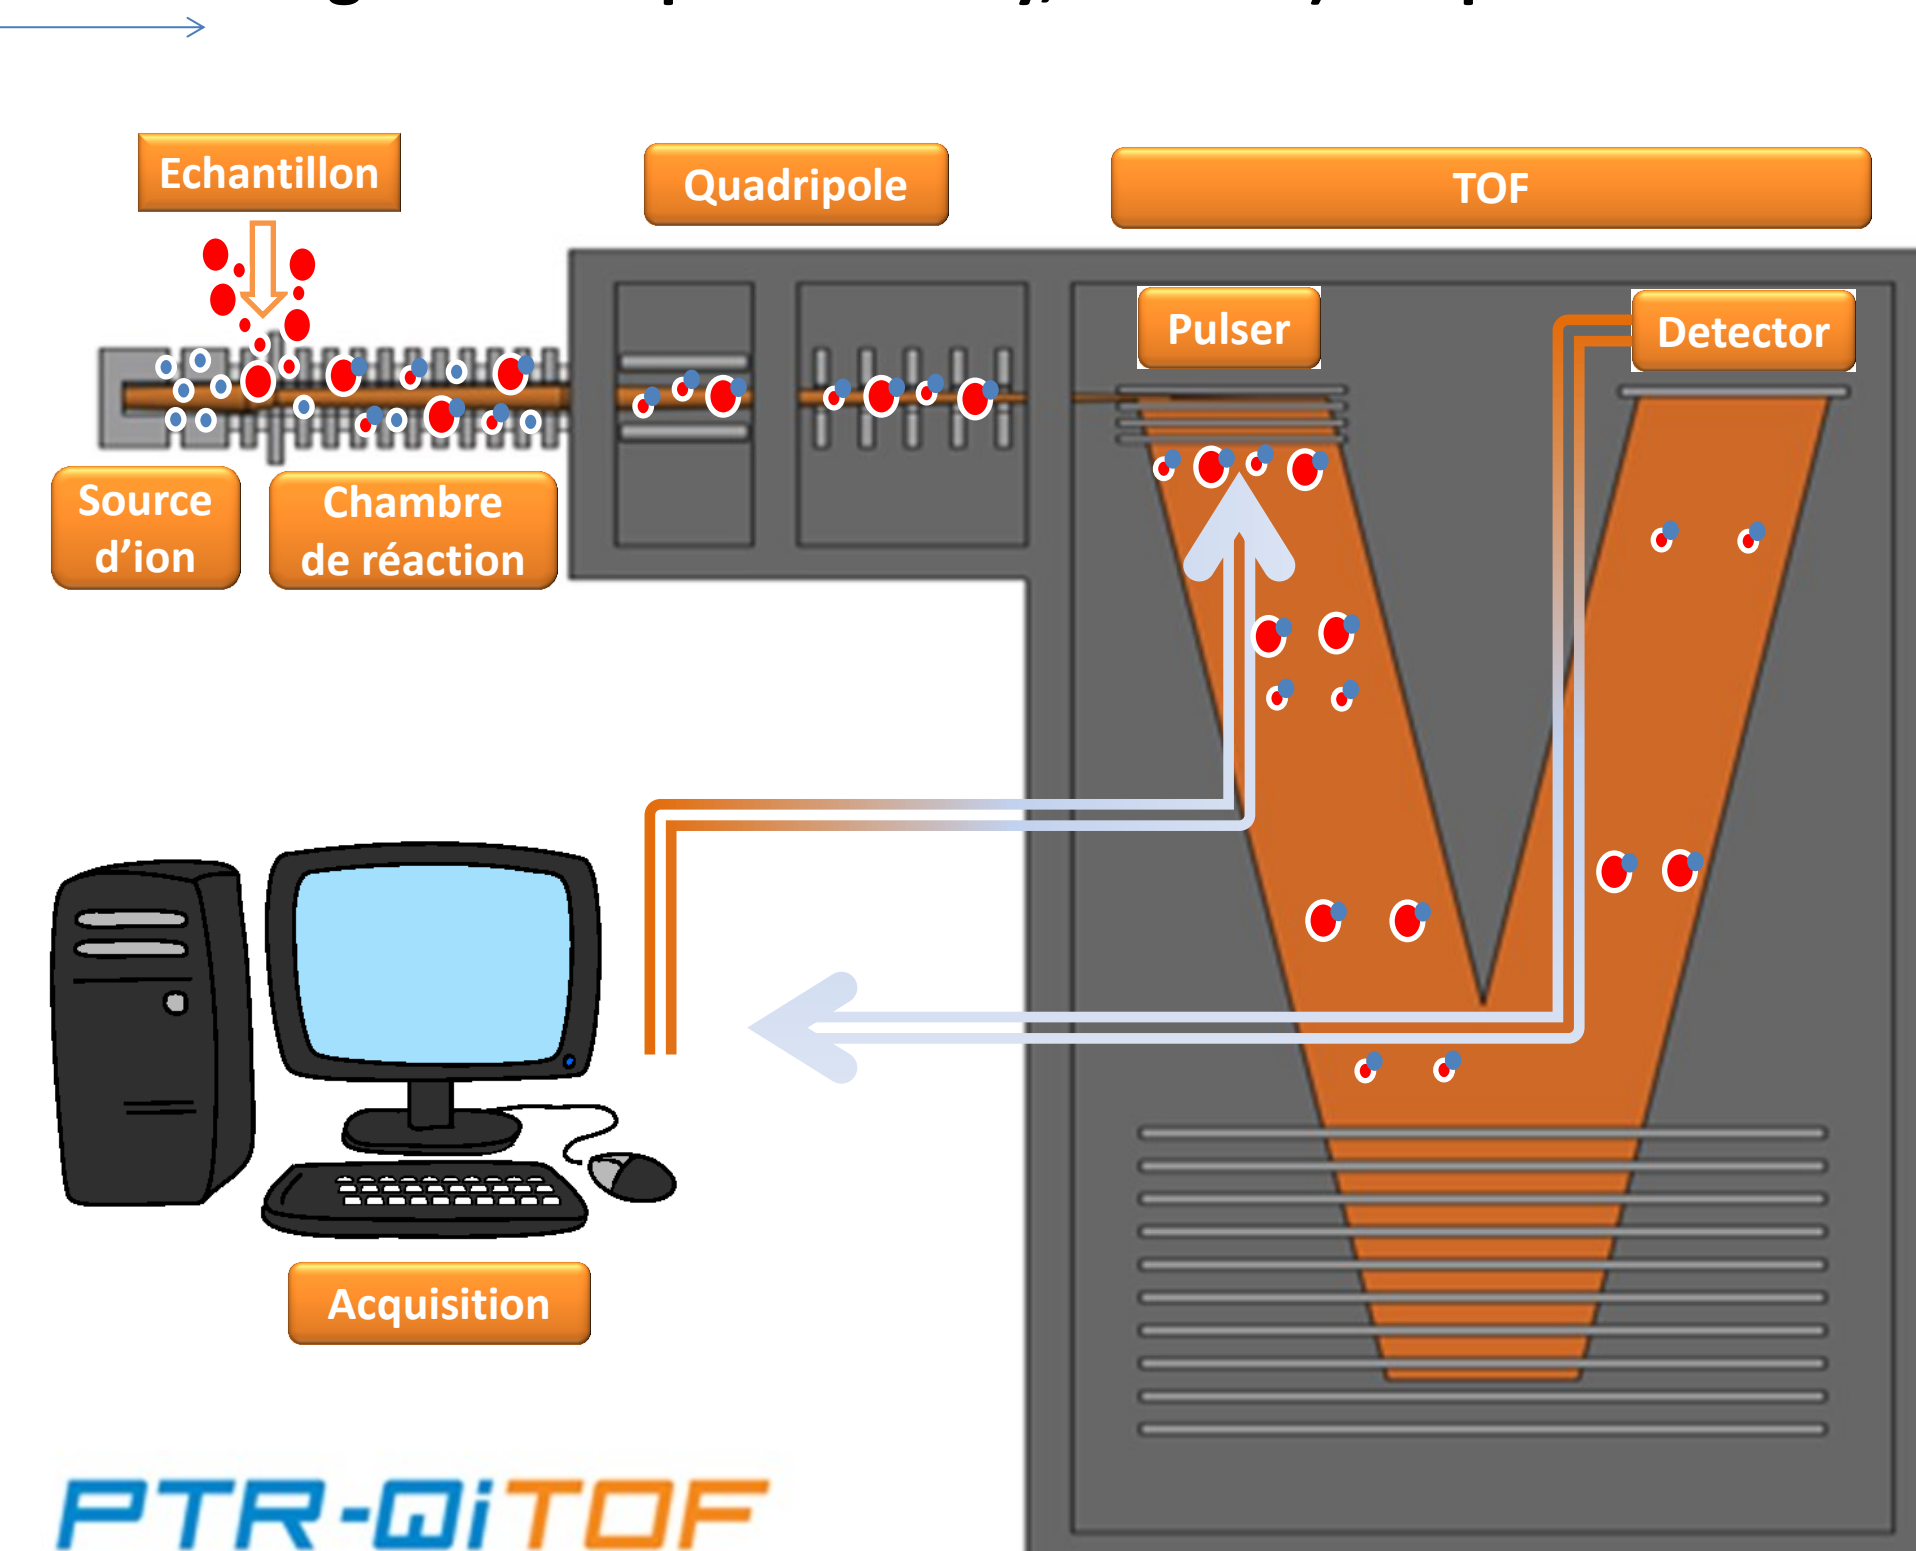 Echantillon
Quadripole
TOF
Pulser
Detector
Source
d’ion
Chambre
de réaction
Acquisition
PTR-QiTOF